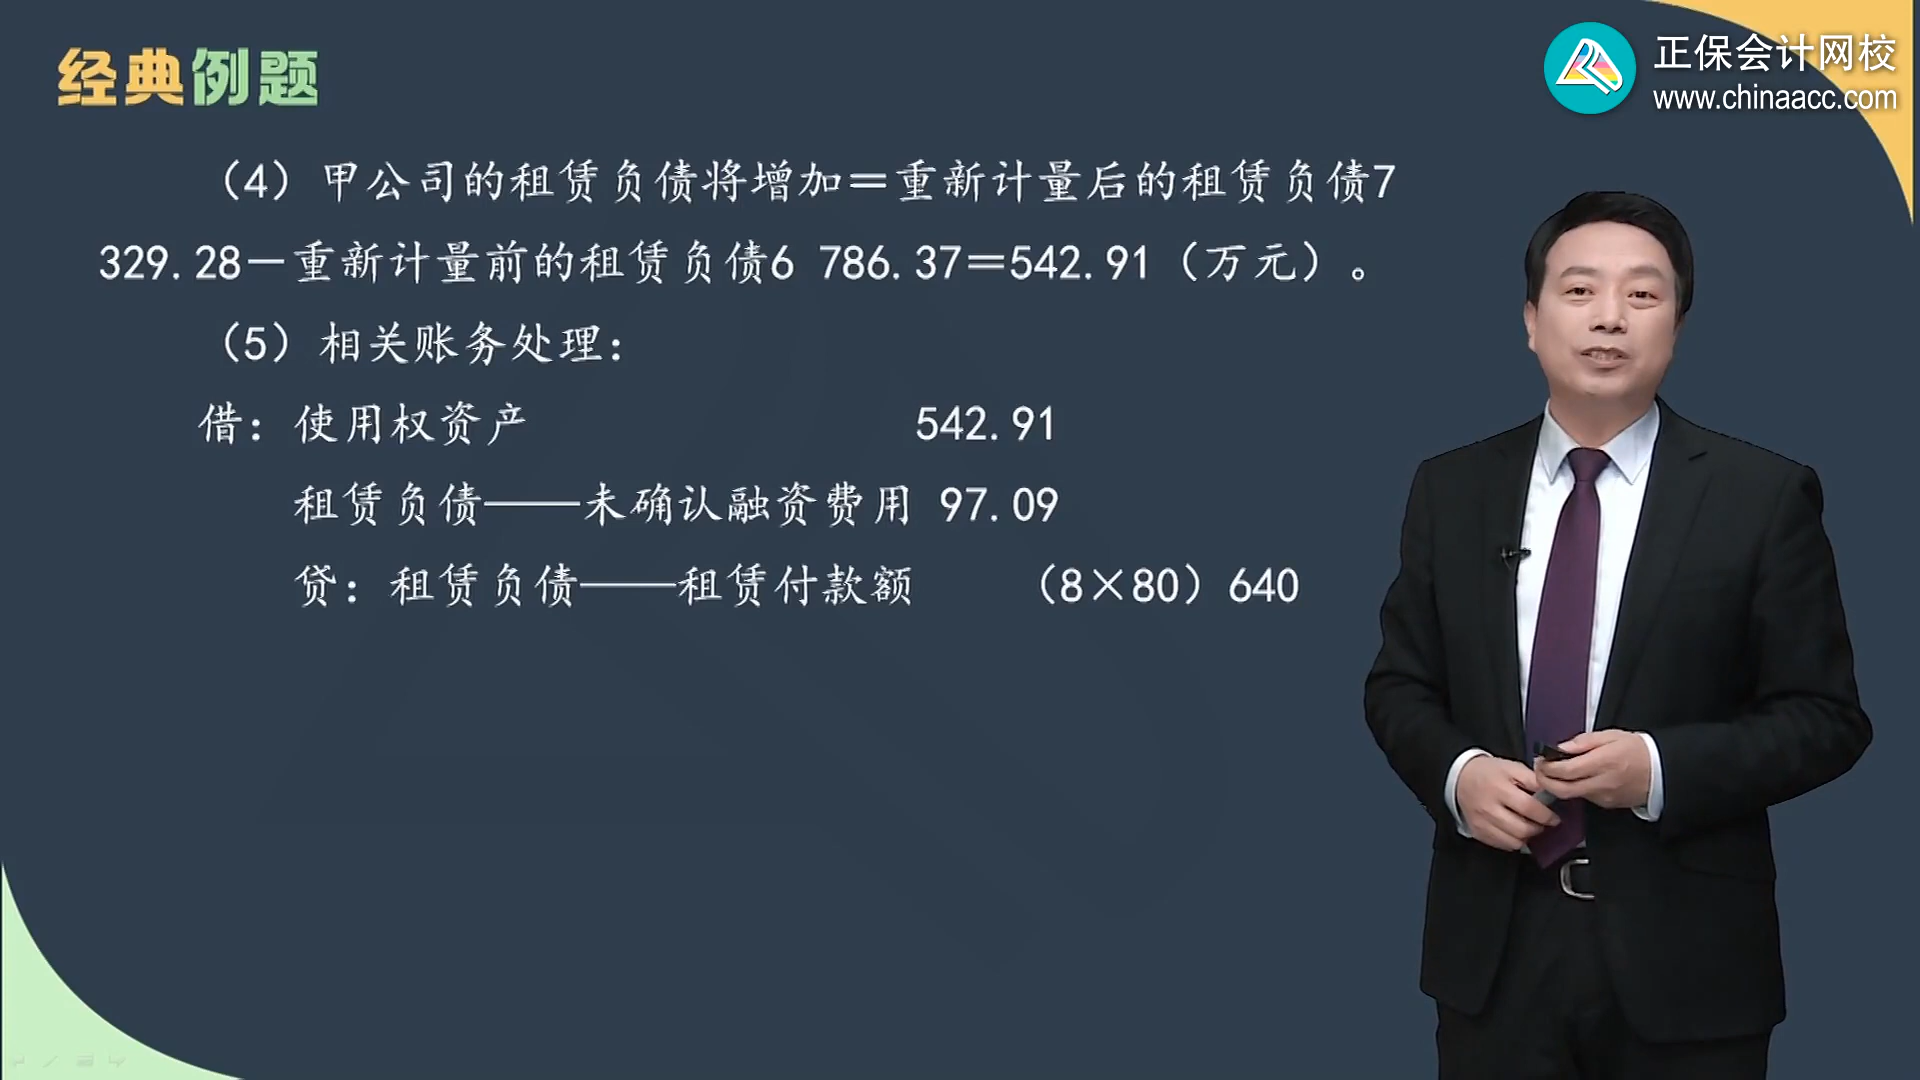 经典例题
正保会计网校
www.chinaacc.com
（4）甲公司的租赁负债将增加＝重新计量后的租赁负债7
329.28－重新计量前的租赁负债6 786.37＝542.91（万元）。
（5）相关账务处理：
借：使用权资产 542.91
租赁负债——未确认融资费用 97.09
贷：租赁负债——租赁付款额 （8×80）640